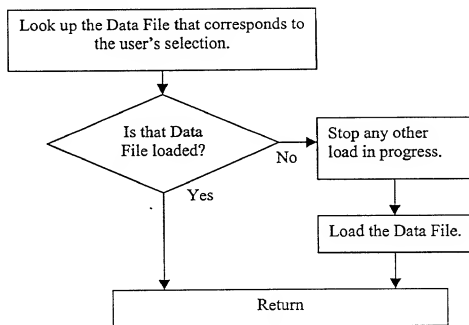 Look up the Data File that corresponds to
the user's selection.
Is that Data
File loaded?
No
Stop any other
load in progress.
Yes
Load the Data File.
Return